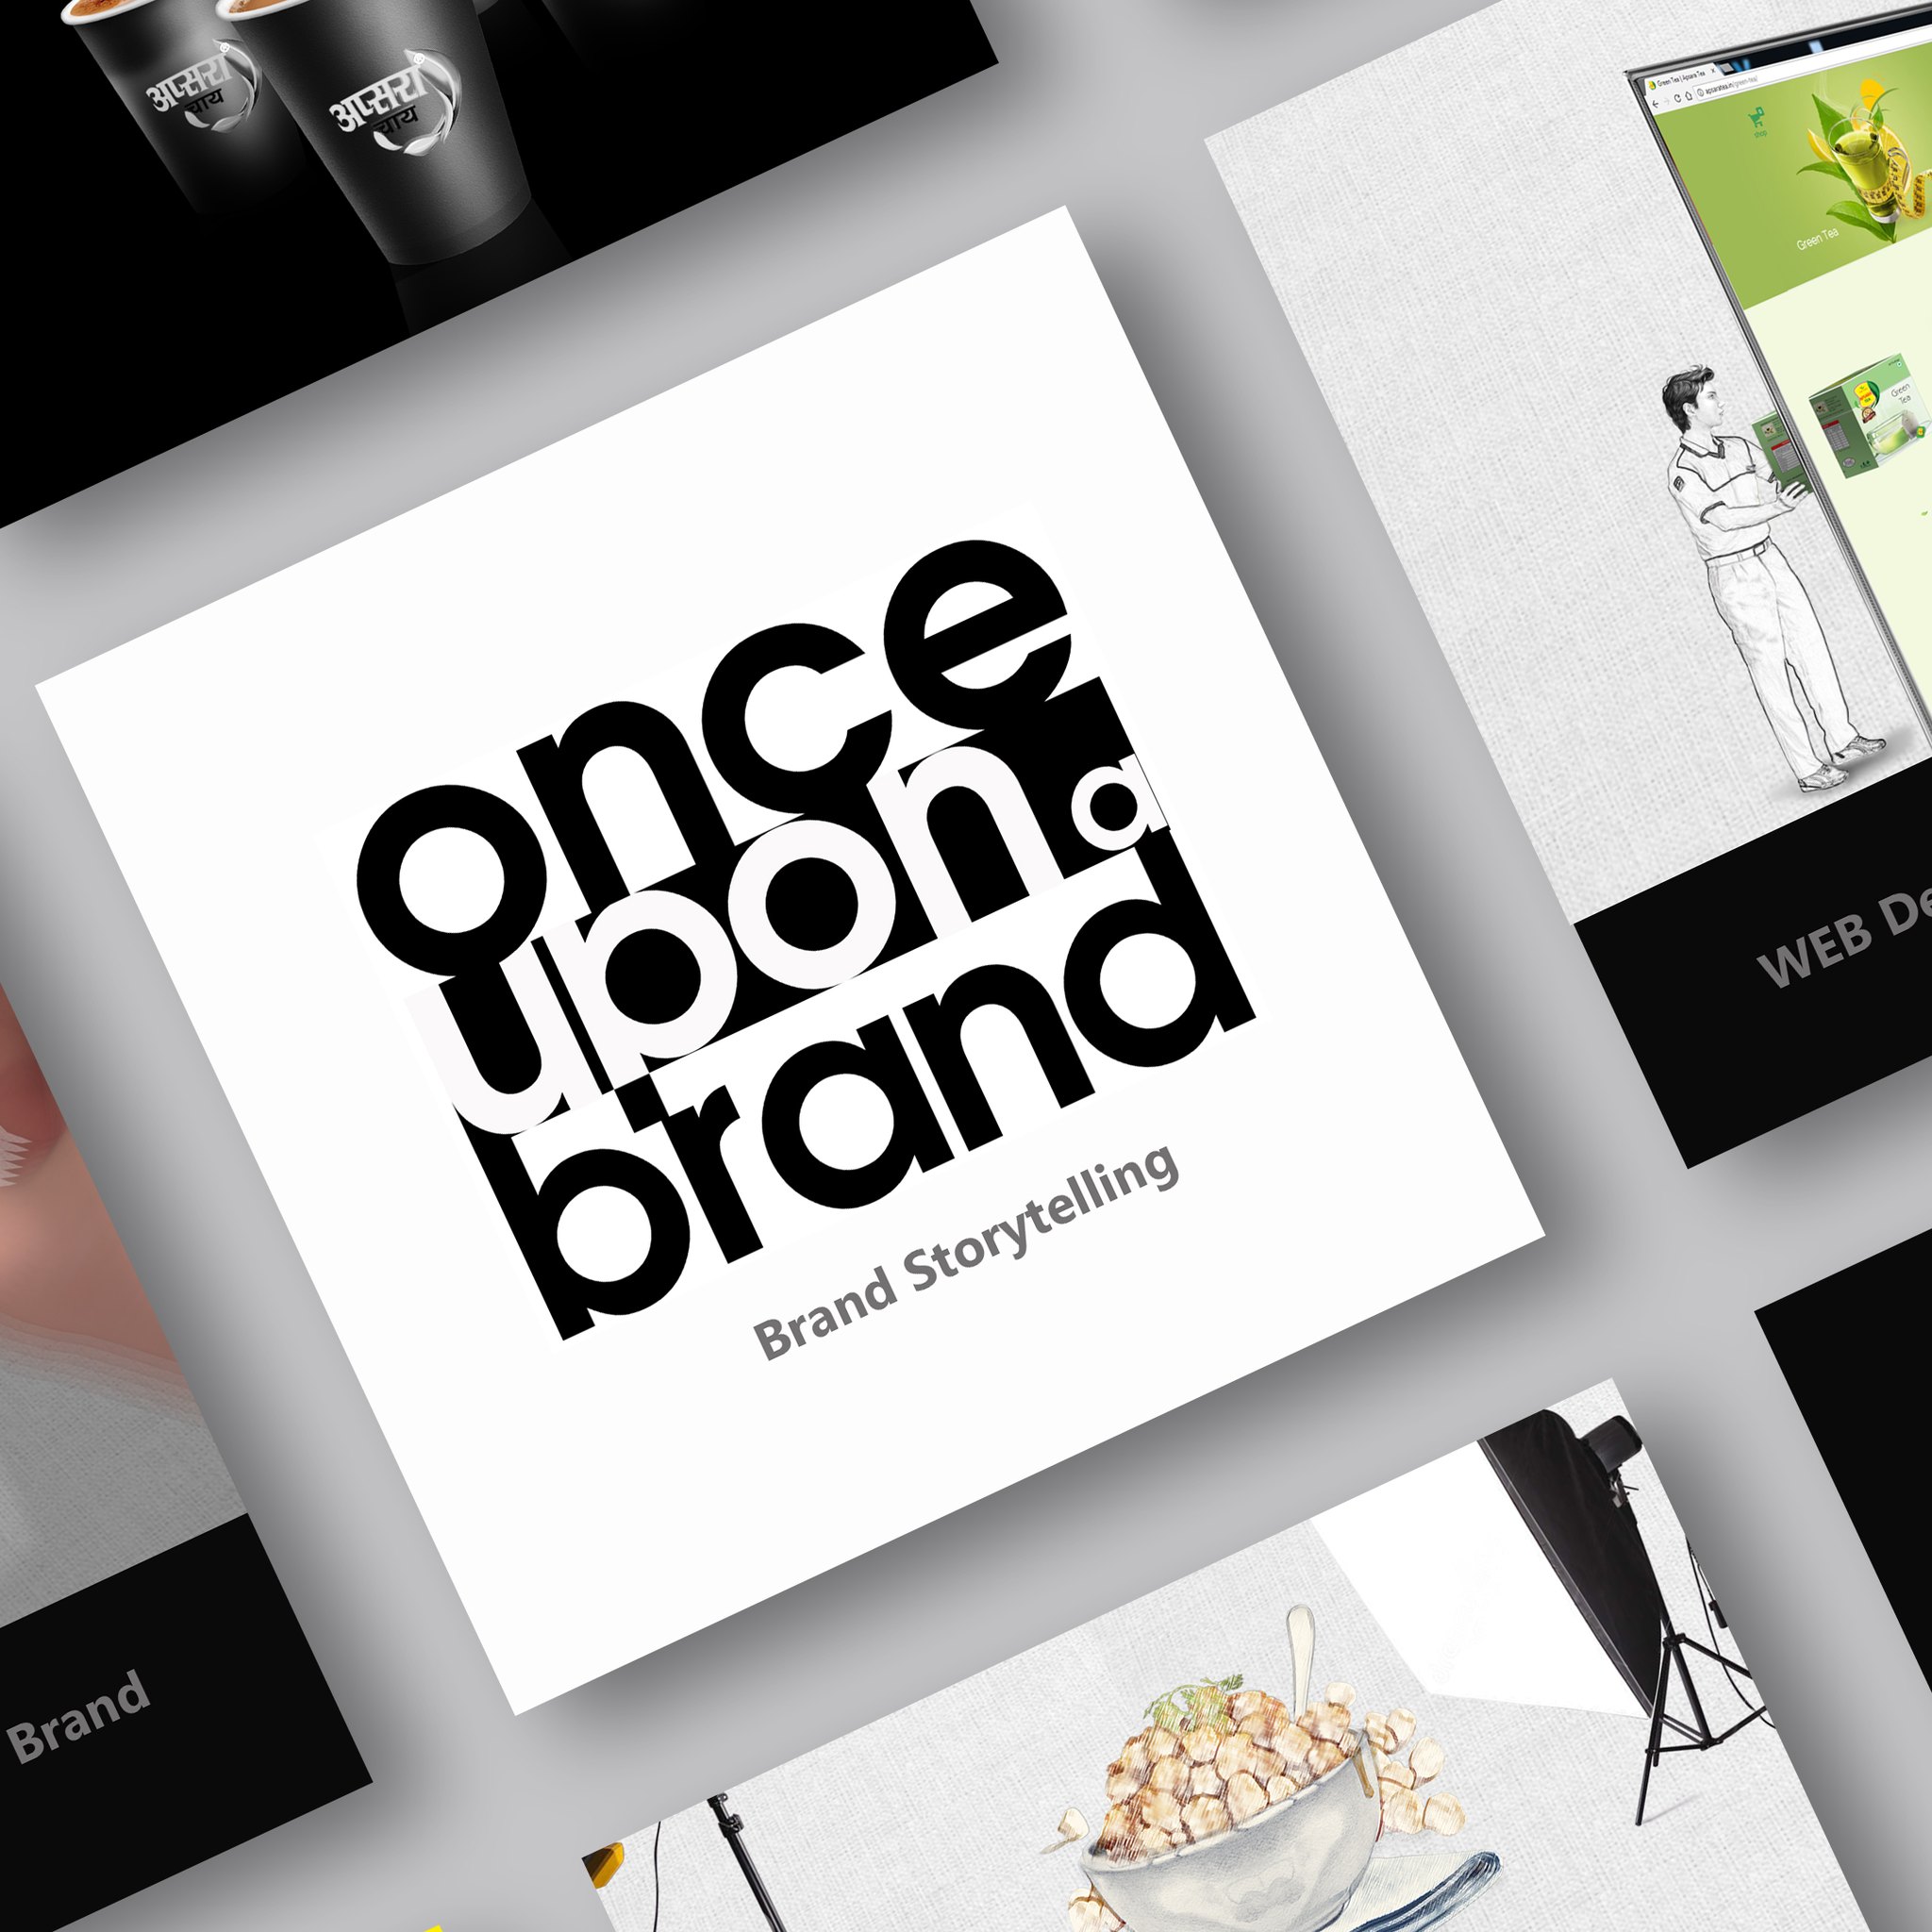 अप्सरा
चाय
अप्सरा
चाय
Green Tea | Apsara Tea
apsaratea.in/green-tea/
shop
Green Tea
Green
Tea
once
upon a
brand
Brand Storytelling
WEB De
Brand